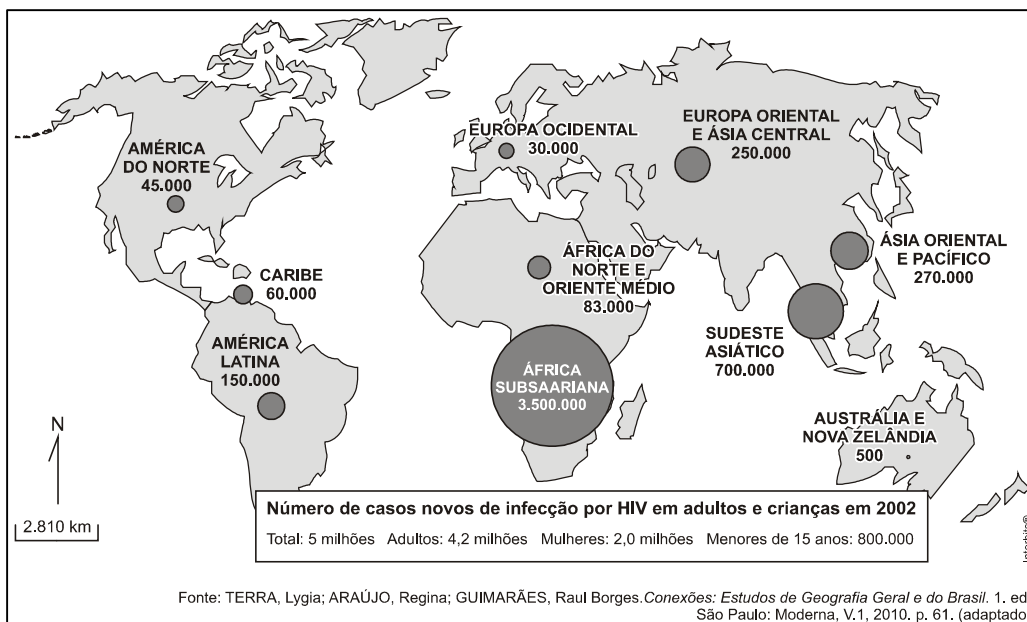 AMÉRICA
DO NORTE
45.000
EUROPA OCIDENTAL
30.000
EUROPA ORIENTAL
E ÁSIA CENTRAL
250.000
CARIBE
60.000
ÁFRICA DO
NORTE E
ORIENTE MÉDIO
83.000
ÁSIA ORIENTAL
E PACÍFICO
270.000
AMÉRICA
LATINA
150.000
ÁFRICA
SUBSAARIANA
3.500.000
SUDESTE
ASIÁTICO
700.000
AUSTRÁLIA E
NOVA ZELÂNDIA
500
N
2.810 km
Número de casos novos de infecção por HIV em adultos e crianças em 2002
Total: 5 milhões Adultos: 4,2 milhões Mulheres: 2,0 milhões Menores de 15 anos: 800.000
Fonte: TERRA, Lygia; ARAÚJO, Regina; GUIMARÃES, Raul Borges.Conexões: Estudos de Geografia Geral e do Brasil. 1. ed
São Paulo: Moderna, V.1, 2010. p. 61. (adaptado